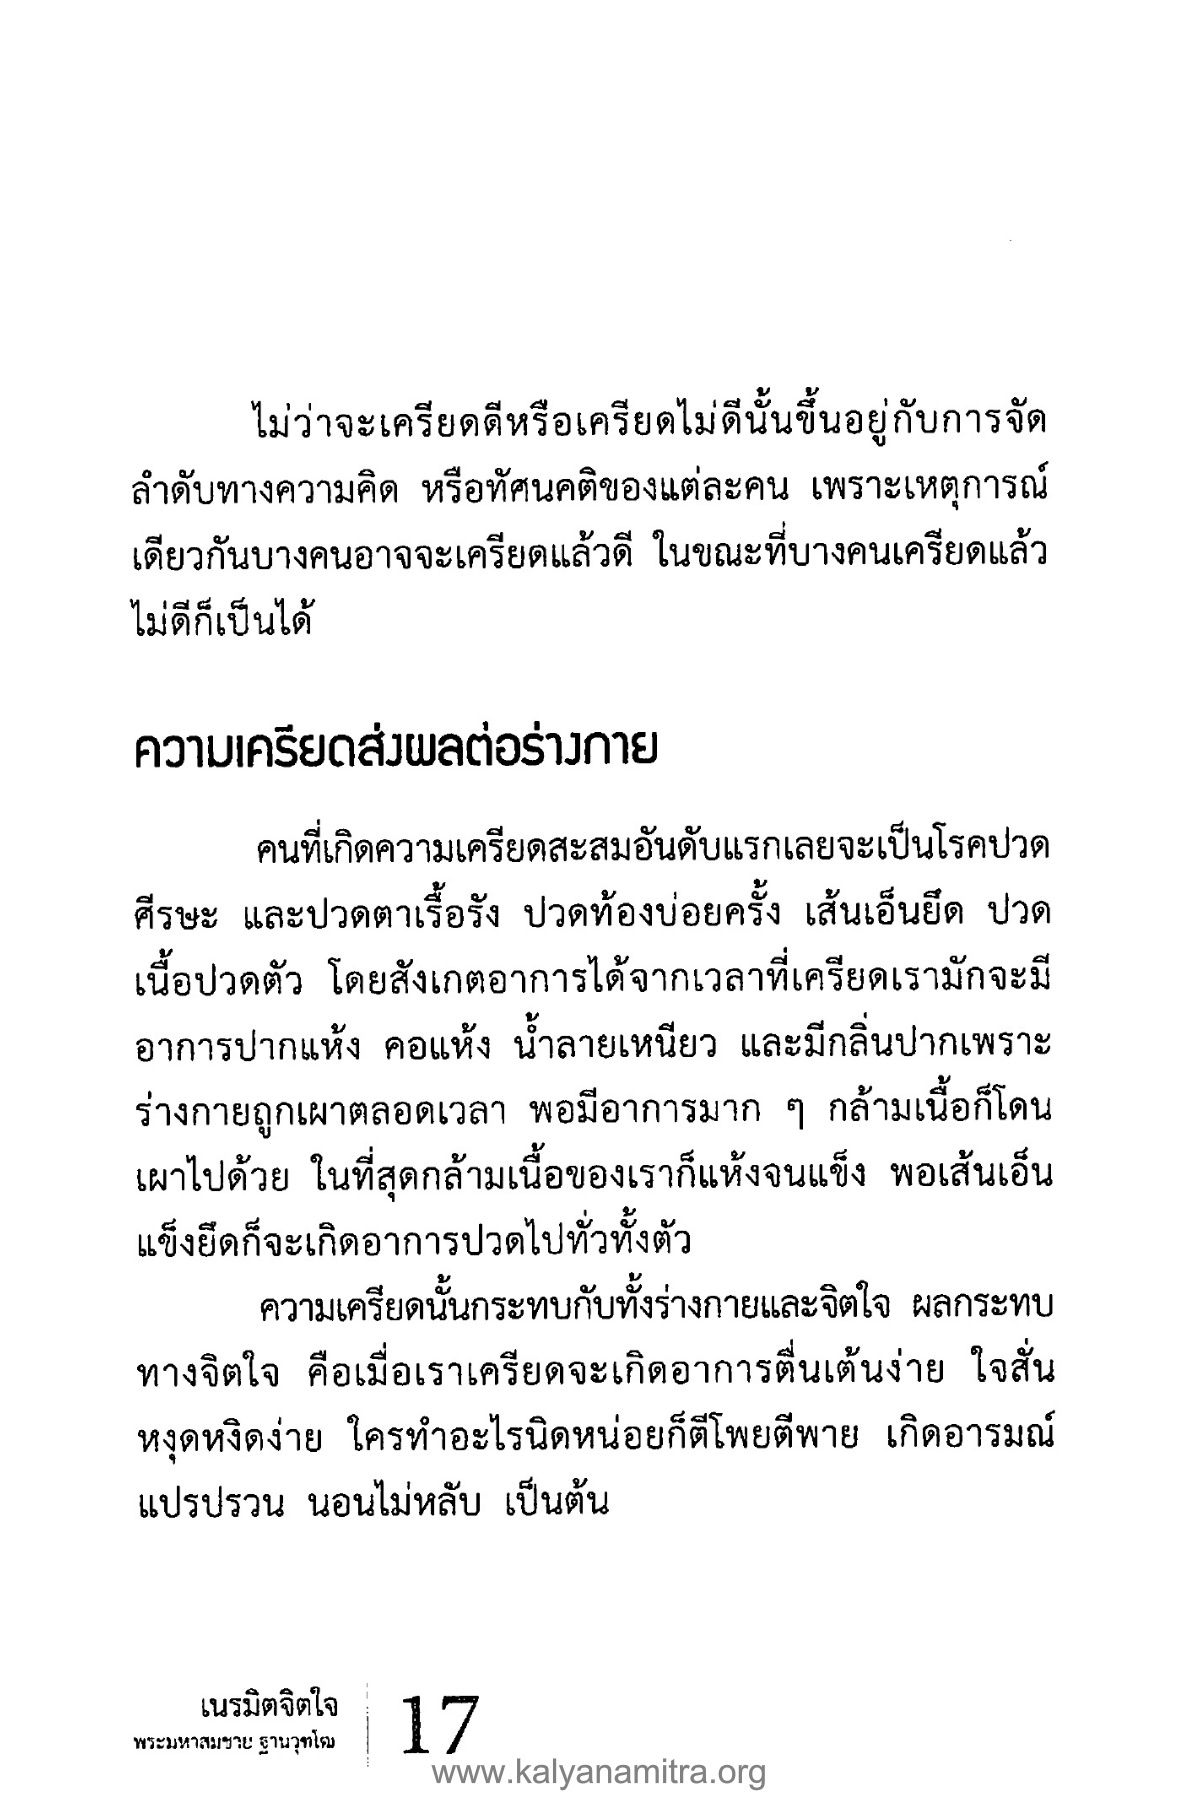 ไม่ว่าจะเครียดดีหรือเครียดไม่ดีนั้นขึ้นอยู่กับการจัด
ลำดับทางความคิด หรือทัศนคติของแต่ละคน เพราะเหตุการณ์
เดียวกันบางคนอาจจะเครียดแล้วดี ในขณะที่บางคนเครียดแล้ว
ไม่ดีก็เป็นได้
ความเครียดส่งผลต่อร่างกาย
คนที่เกิดความเครียดสะสมอันดับแรกเลยจะเป็นโรคปวด
ศีรษะ และปวดตาเรื้อรัง ปวดท้องบ่อยครั้ง เส้นเอ็นยึด ปวด
เนื้อปวดตัว โดยสังเกตอาการได้จากเวลาที่เครียดเรามักจะมี
อาการปากแห้ง คอแห้ง น้ำลายเหนียว และมีกลิ่นปากเพราะ
ร่างกายถูกเผาตลอดเวลา พอมีอาการมาก ๆ กล้ามเนื้อก็โดน
เผาไปด้วย ในที่สุดกล้ามเนื้อของเราก็แห้งจนแข็ง พอเส้นเอ็น
แข็งยึดก็จะเกิดอาการปวดไปทั่วทั้งตัว
ความเครียดนั้นกระทบกับทั้งร่างกายและจิตใจ ผลกระทบ
ทางจิตใจ คือเมื่อเราเครียดจะเกิดอาการตื่นเต้นง่าย ใจสั่น
หงุดหงิดง่าย ใครทำอะไรนิดหน่อยก็ตีโพยตีพาย เกิดอารมณ์
แปรปรวน นอนไม่หลับ เป็นต้น
เนรมิตจิตใจ
พระมหาสมชาย ฐานวุฑโฒ
17
www.kalyanamitra.org